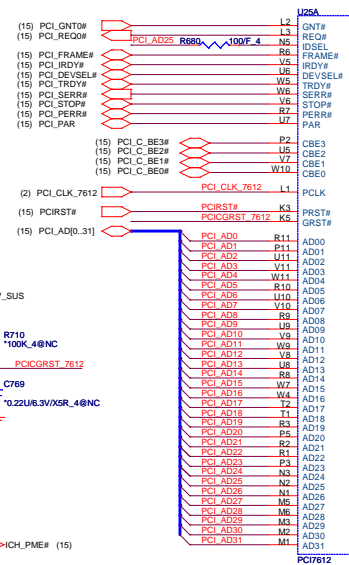 U25A
(15) PCI_GNT0# L2 GNT#
(15) PCI_REQ0# L3 REQ#
PCI_AD25 R680 100/F_4 N5 IDSEL
(15) PCI_FRAME# R6 FRAME#
(15) PCI_IRDY# V5 IRDY#
(15) PCI_DEVSEL# U6 DEVSEL#
(15) PCI_TRDY# W5 TRDY#
(15) PCI_SERR# W6 SERR#
(15) PCI_STOP# V6 STOP#
(15) PCI_PERR# R7 PERR#
(15) PCI_PAR U7 PAR
(15) PCI_C_BE3# P2 CBE3
(15) PCI_C_BE2# U5 CBE2
(15) PCI_C_BE1# V7 CBE1
(15) PCI_C_BE0# W10 CBE0
(2) PCI_CLK_7612 PCI_CLK_7612 L1 PCLK
(15) PCIRST# PCIRST# K3 PRST#
PCICGRST_7612 K5 GRST#
(15) PCI_AD[0..31]
PCI_AD0 R11 AD00
PCI_AD1 P11 AD01
PCI_AD2 U11 AD02
PCI_AD3 V11 AD03
PCI_AD4 W11 AD04
PCI_AD5 R10 AD05
PCI_AD6 U10 AD06
PCI_AD7 V10 AD07
PCI_AD8 R9 AD08
PCI_AD9 U9 AD09
PCI_AD10 V9 AD10
PCI_AD11 W9 AD11
PCI_AD12 V8 AD12
PCI_AD13 U8 AD13
PCI_AD14 R8 AD14
PCI_AD15 W7 AD15
PCI_AD16 W4 AD16
PCI_AD17 T2 AD17
PCI_AD18 T1 AD18
PCI_AD19 R3 AD19
PCI_AD20 P5 AD20
PCI_AD21 R2 AD21
PCI_AD22 R1 AD22
PCI_AD23 P3 AD23
PCI_AD24 N3 AD24
PCI_AD25 N2 AD25
PCI_AD26 N1 AD26
PCI_AD27 M5 AD27
PCI_AD28 M6 AD28
PCI_AD29 M3 AD29
PCI_AD30 M2 AD30
PCI_AD31 M1 AD31
PCI7612
_SUS
R710
*100K_4@NC
PCICGRST_7612
C769
*0.22U/6.3V/X5R_4@NC
ICH_PME# (15)